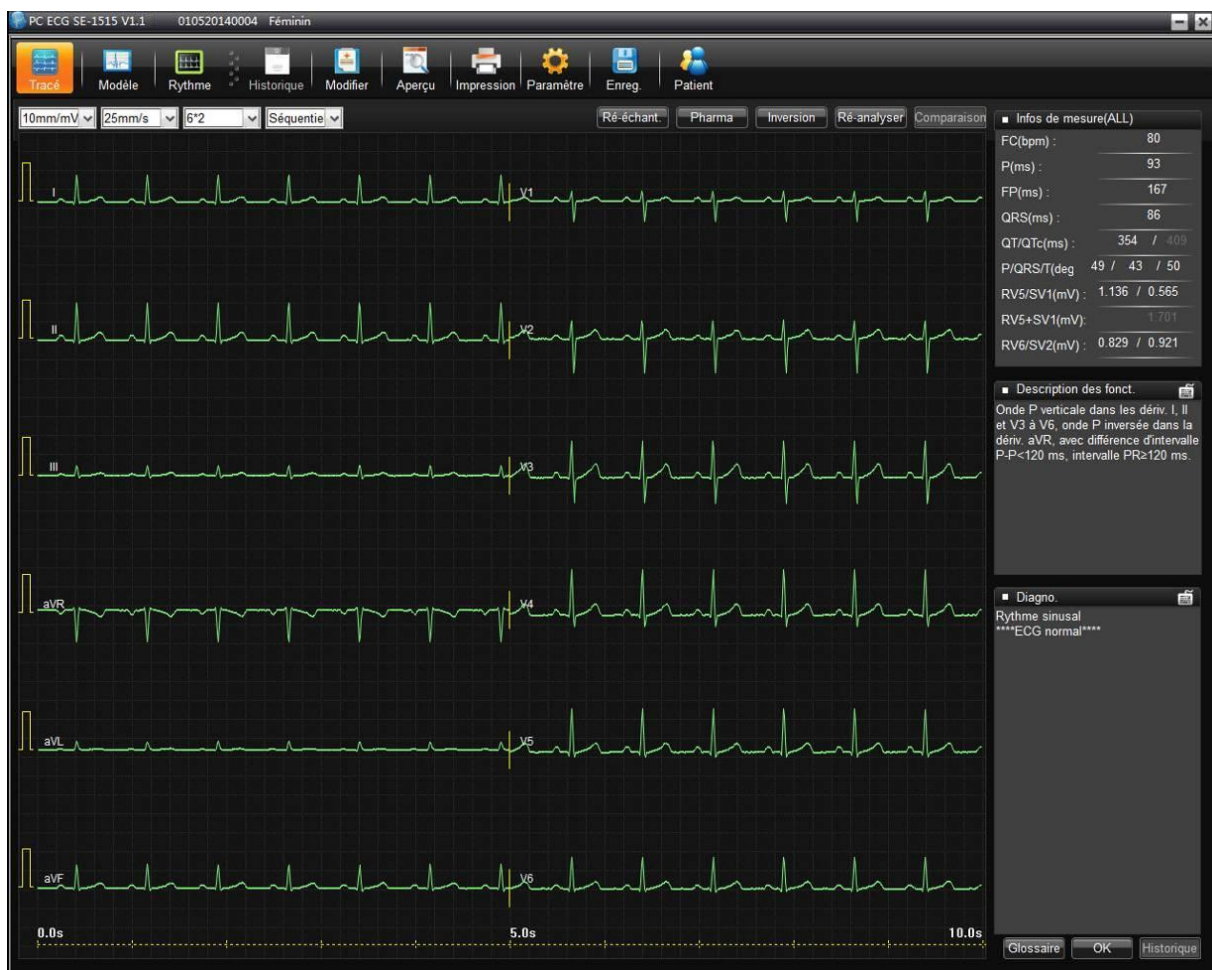 PC ECG SE-1515 V1.1 010520140004 Féminin
Tracé Modèle Rythme Historique Modifier Aperçu Impression Paramètre Enreg. Patient
10mm/mV 25mm/s 6*2 Séquentie Ré-échant. Pharma Inversion Ré-analyser Comparaison
Infos de mesure(ALL)
FC(bpm) : 80
P(ms) : 93
FP(ms) : 167
QRS(ms) : 86
QT/QTc(ms) : 354 / 409
P/QRS/T(deg 49 / 43 / 50
RV5/SV1(mV) : 1.136 / 0.565
RV5+SV1(mV): 1.701
RV6/SV2(mV) : 0.829 / 0.921
Description des fonct.
Onde P verticale dans les dériv. I, II
et V3 à V6, onde P inversée dans la
dériv. aVR, avec différence d'intervalle
P-P<120 ms, intervalle PR≥120 ms.
Diagno.
Rythme sinusal
****ECG normal****
I V1
II V2
III V3
aVR V4
aVL V5
aVF V6
0.0s 5.0s 10.0s
Glossaire OK Historique